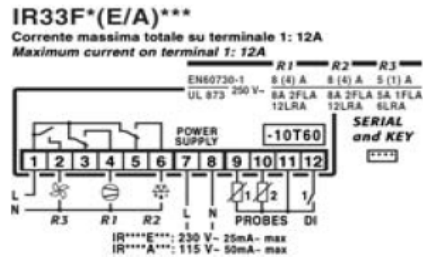 IR33F*(E/A)***
Corrente massima totale su terminale 1: 12A
Maximum current on terminal 1: 12A
R1 R2 R3
EN60730-1 250 V~ 8 (4) A 8 (4) A 5 (1) A
UL 873 8A 2FLA 8A 2FLA 5A 1FLA
12LRA 12LRA 6LRA
SERIAL
and KEY
POWER
SUPPLY
-10T60
1 2 3 4 5 6 7 8 9 10 11 12
L
N
R3 R1 R2 L N 1 2 PROBES 1 DI
IR****E***: 230 V~ 25mA~ max
IR****A***: 115 V~ 50mA~ max